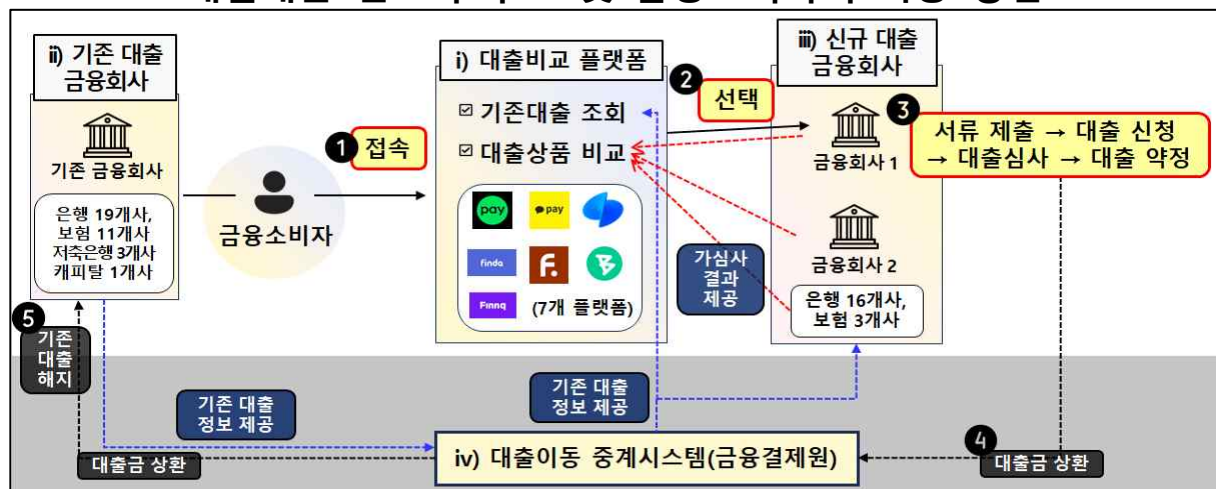 ii) 기존 대출
금융회사
기존 금융회사
은행 19개사,
보험 11개사
저축은행 3개사
캐피탈 1개사
금융소비자
1 접속
i) 대출비교 플랫폼
☑ 기존대출 조회
☑ 대출상품 비교
pay
pay
finda
F.
Finnq
(7개 플랫폼)
2 선택
iii) 신규 대출
금융회사
금융회사 1
금융회사 2
은행 16개사,
보험 3개사
3
서류 제출 → 대출 신청
→ 대출심사 → 대출 약정
가심사
결과
제공
5
기존
대출
해지
기존 대출
정보 제공
기존 대출
정보 제공
대출금 상환
iv) 대출이동 중계시스템(금융결제원)
4
대출금 상환